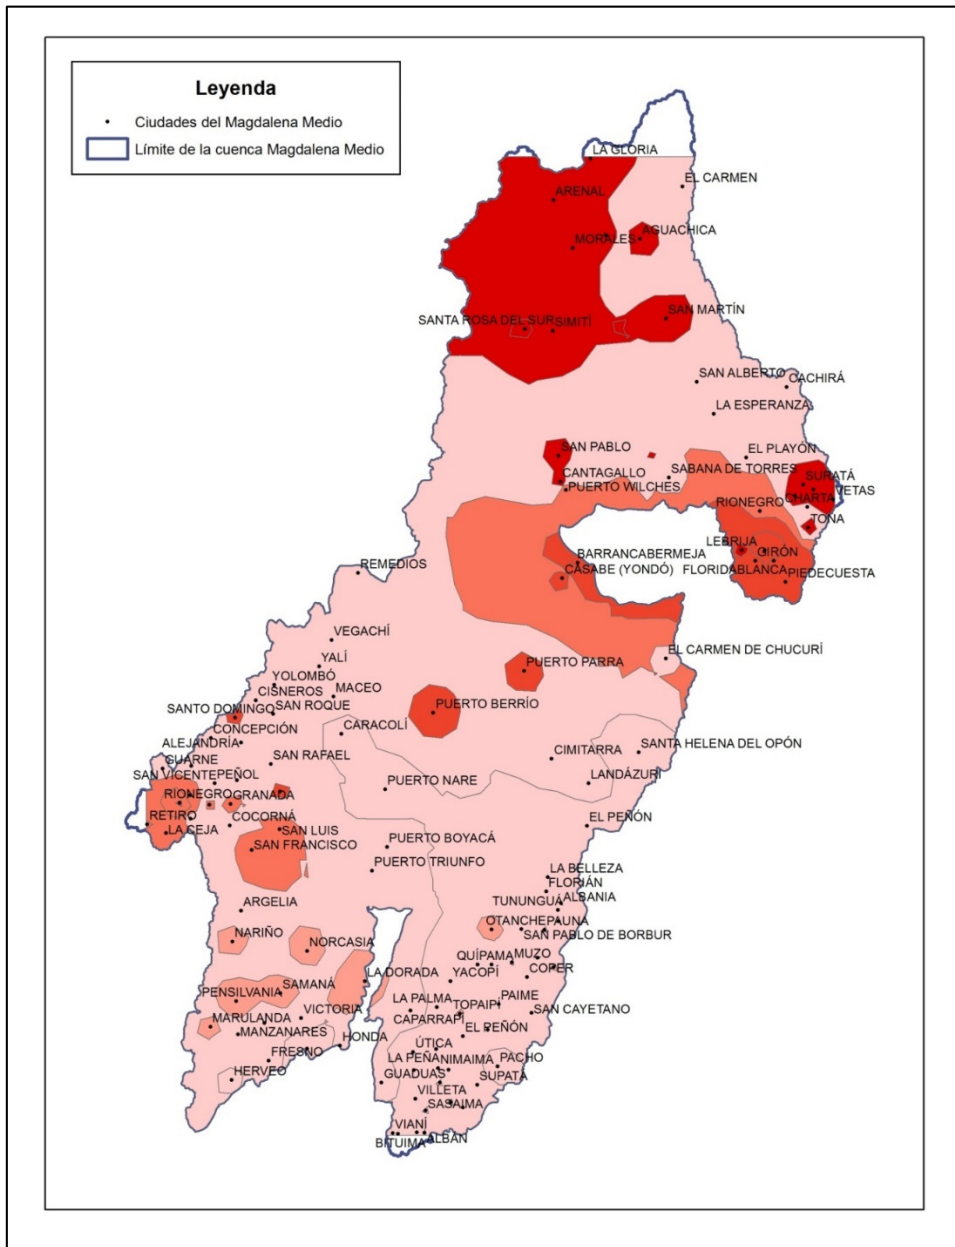 Leyenda
Ciudades del Magdalena Medio
Límite de la cuenca Magdalena Medio
LA GLORIA
EL CARMEN
ARENAL
MORALES
AGUACHICA
SAN MARTÍN
SANTA ROSA DEL SUR
SIMITÍ
SAN ALBERTO
CACHIRÁ
LA ESPERANZA
SAN PABLO
EL PLAYÓN
CANTAGALLO
SABANA DE TORRES
SURATÁ
PUERTO WILCHES
CHARTA
VETAS
RIONEGRO
TONA
LEBRIJA
GIRÓN
BARRANCABERMEJA
CASABE (YONDÓ)
FLORIDABLANCA
PIEDECUESTA
REMEDIOS
VEGACHÍ
EL CARMEN DE CHUCURÍ
YALÍ
PUERTO PARRA
YOLOMBÓ
CISNEROS
MACEO
SANTO DOMINGO
SAN ROQUE
PUERTO BERRÍO
CONCEPCIÓN
CARACOLÍ
ALEJANDRÍA
SANTA HELENA DEL OPÓN
GUARNE
SAN RAFAEL
CIMITARRA
SAN VICENTE
PEÑOL
PUERTO NARE
LANDÁZURI
RIONEGRO
GRANADA
RETIRO
COCORNÁ
LA CEJA
SAN LUIS
EL PEÑÓN
SAN FRANCISCO
PUERTO BOYACÁ
PUERTO TRIUNFO
LA BELLEZA
FLORIÁN
ALBANIA
TUNUNGUÁ
ARGELIA
OTANCHE
PAUNA
SAN PABLO DE BORBUR
NARIÑO
NORCASIA
QUÍPAMA
MUZO
LA DORADA
YACOPÍ
COPER
SAMANÁ
PENSILVANIA
LA PALMA
PAIME
TOPAIPÍ
SAN CAYETANO
VICTORIA
CAPARRAPÍ
MARULANDA
EL PEÑÓN
MANZANARES
HONDA
ÚTICA
FRESNO
LA PEÑA
NIMAIMA
PACHO
HERVEO
GUADUAS
SUPATÁ
VILLETA
SASAIMA
VIANÍ
BITUIMA
ALBÁN